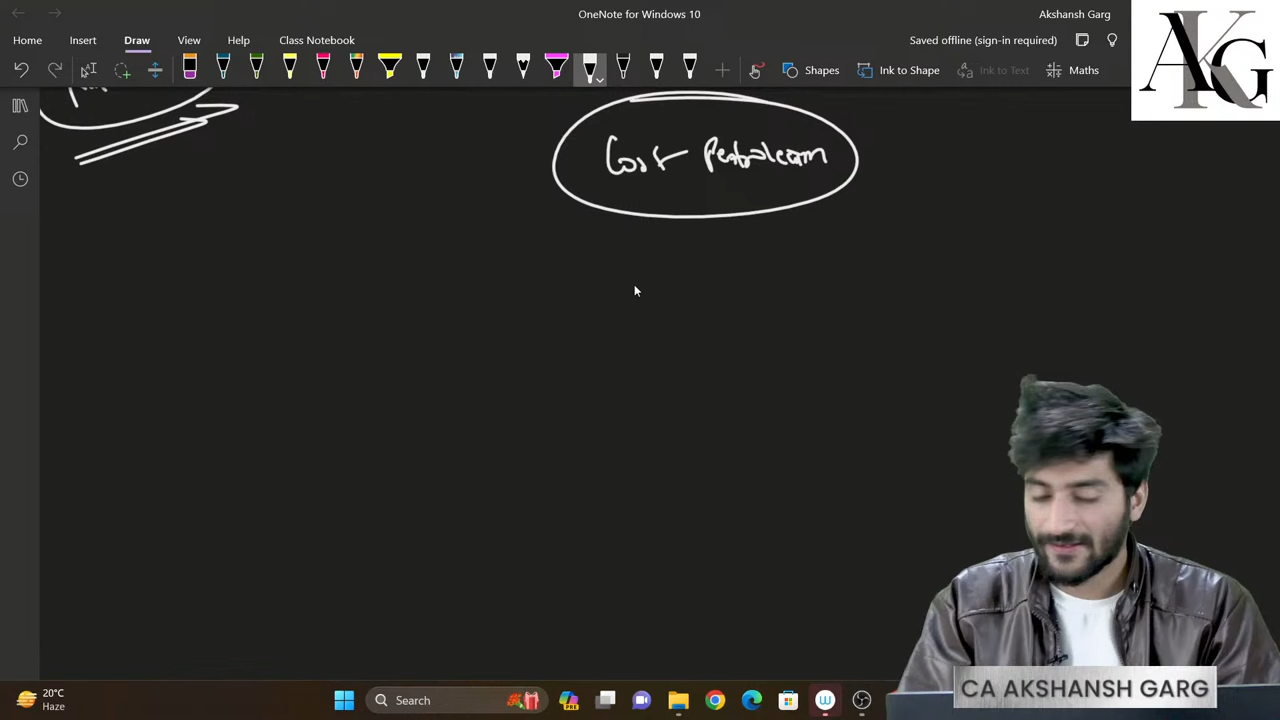 OneNote for Windows 10
Akshansh Garg
Home Insert Draw View Help Class Notebook
Saved offline (sign-in required)
Shapes Ink to Shape Ink to Text Maths
AKG
Cost Petroleum
CA AKSHANSH GARG
20°C
Haze
Search